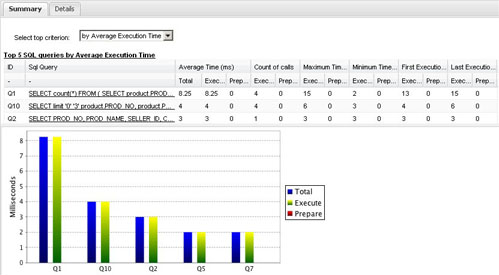 Summary Details
Select top criterion: by Average Execution Time
Top 5 SQL queries by Average Execution Time
ID Sql Query Average Time (ms) Count of calls Maximum Tim... Minimum Tim... First Executio... Last Executio...
- - Total Exec... Prep... Exec... Prep... Exec... Prep... Exec... Prep... Exec... Prep... Exec... Prep...
Q1 SELECT count(*) FROM ( SELECT product.PROD... 8.25 8.25 0 4 0 15 0 2 0 13 0 15 0
Q10 SELECT limit '0' '3' product.PROD_NO, product.P... 4 4 0 4 0 6 0 3 0 4 0 6 0
Q2 SELECT PROD_NO, PROD_NAME, SELLER_ID, C... 3 3 0 1 0 3 0 3 0 3 0 3 0
Milliseconds
8
7
6
5
4
3
2
1
0
Q1 Q10 Q2 Q5 Q7
Total
Execute
Prepare